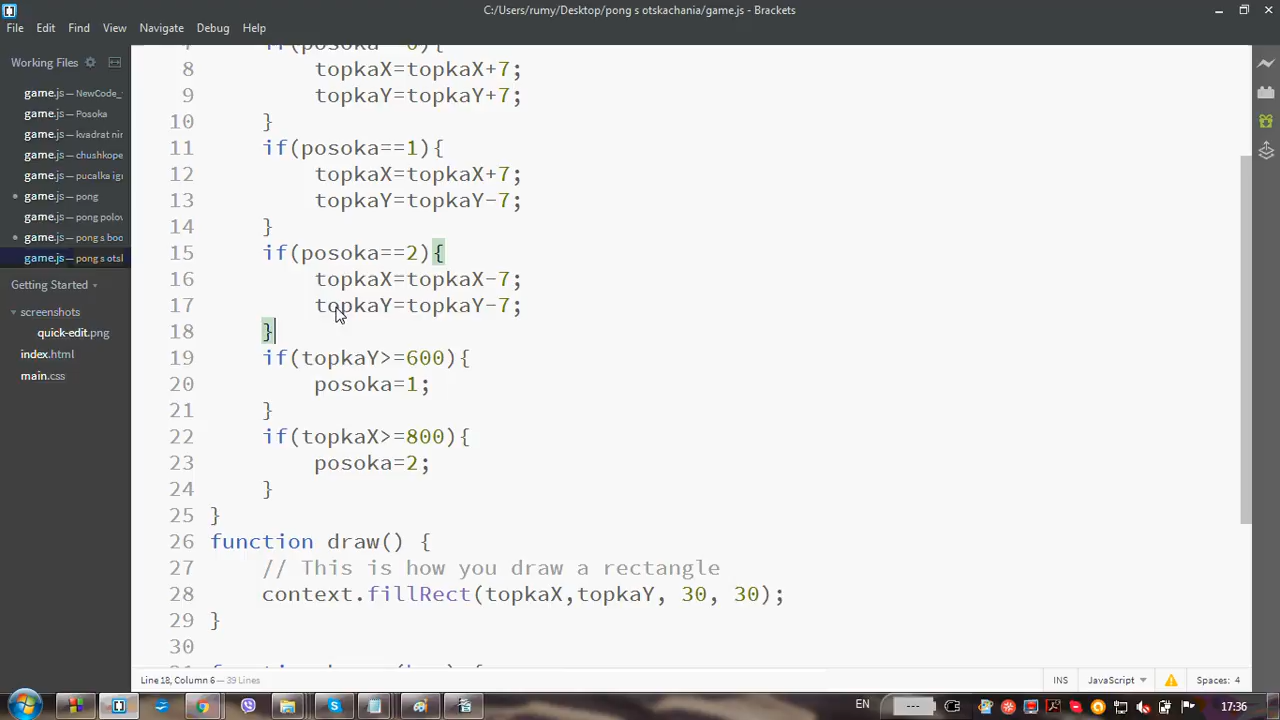 C:/Users/rumy/Desktop/pong s otskachania/game.js - Brackets
File Edit Find View Navigate Debug Help
Working Files
game.js — NewCode_
game.js — Posoka
game.js — kvadrat nir
game.js — chushkope
game.js — pucalka ig
game.js — pong
game.js — pong polov
game.js — pong s boo
game.js — pong s otsl
Getting Started
screenshots
quick-edit.png
index.html
main.css
8 topkaX=topkaX+7;
9 topkaY=topkaY+7;
10 }
11 if(posoka==1){
12 topkaX=topkaX+7;
13 topkaY=topkaY-7;
14 }
15 if(posoka==2){
16 topkaX=topkaX-7;
17 topkaY=topkaY-7;
18 }
19 if(topkaY>=600){
20 posoka=1;
21 }
22 if(topkaX>=800){
23 posoka=2;
24 }
25 }
26 function draw() {
27 // This is how you draw a rectangle
28 context.fillRect(topkaX,topkaY, 30, 30);
29 }
30
Line 18, Column 6 — 39 Lines
INS JavaScript Spaces: 4
EN 17:36